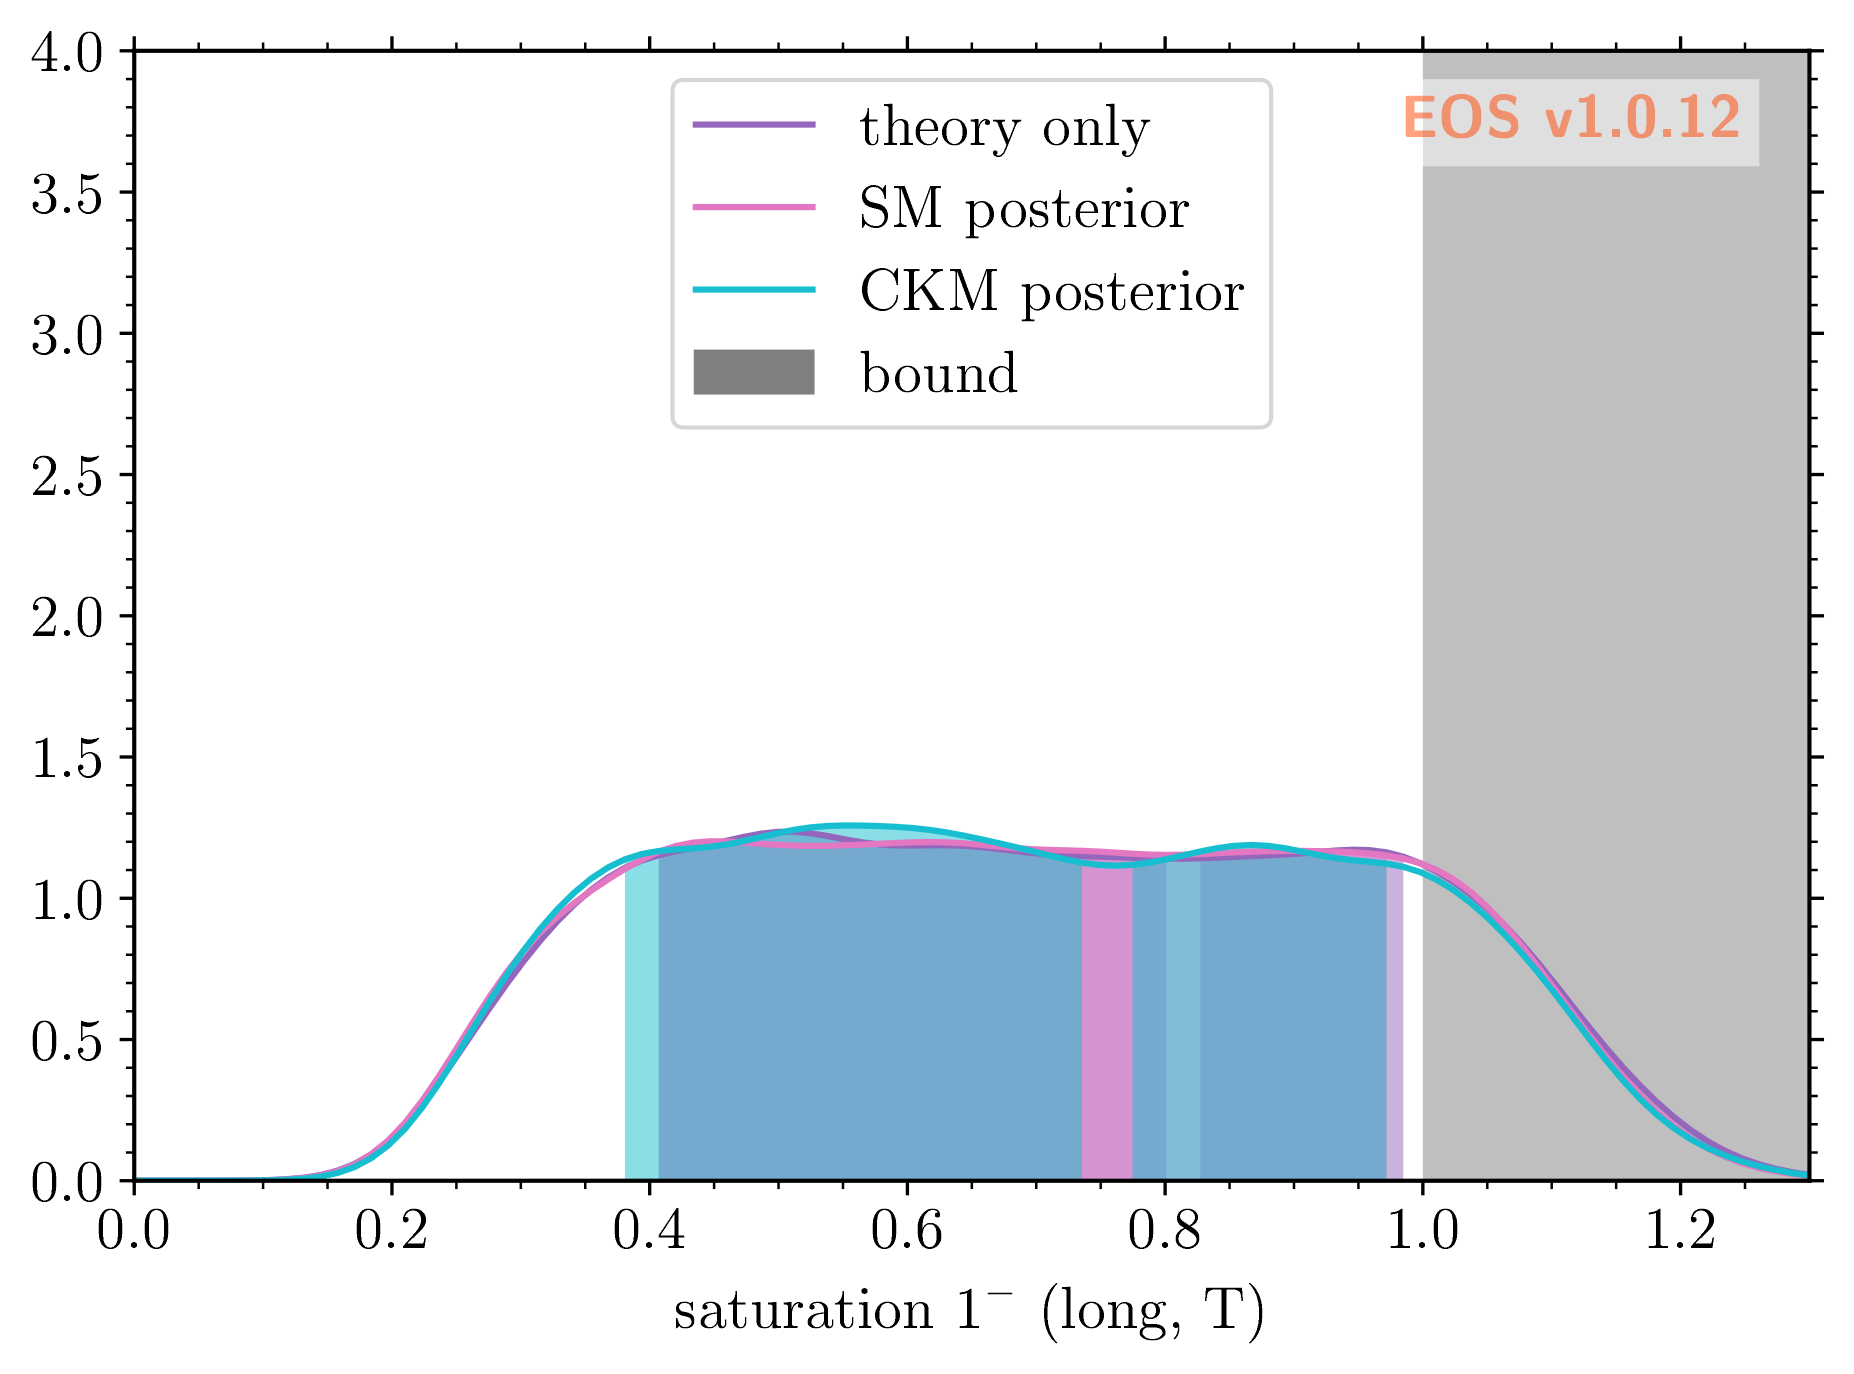 4.0
3.5
3.0
2.5
2.0
1.5
1.0
0.5
0.0
theory only
SM posterior
CKM posterior
bound
EOS v1.0.12
0.0 0.2 0.4 0.6 0.8 1.0 1.2
saturation 1⁻ (long, T)